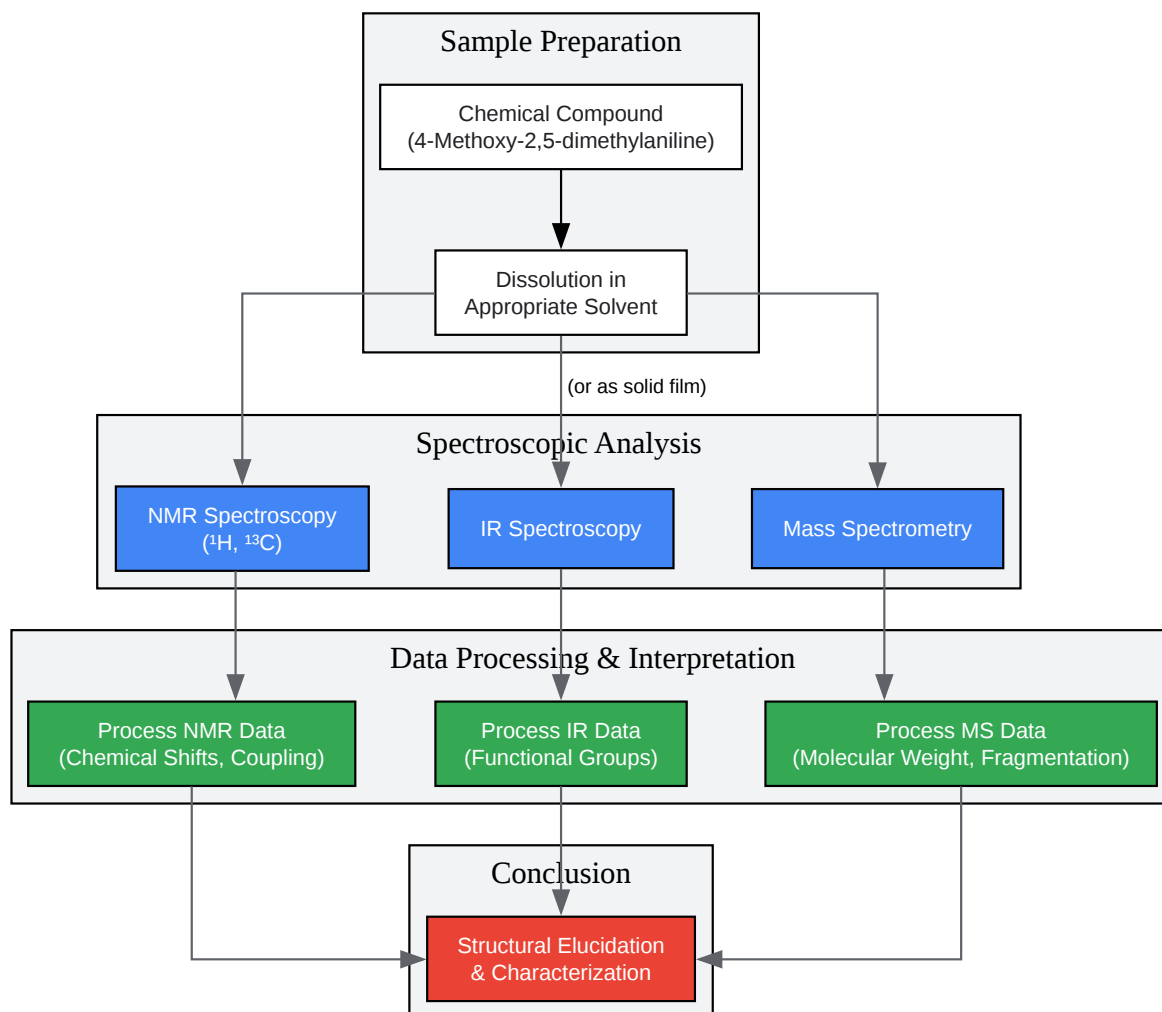 Sample Preparation
Chemical Compound
(4-Methoxy-2,5-dimethylaniline)
Dissolution in
Appropriate Solvent
(or as solid film)
Spectroscopic Analysis
NMR Spectroscopy
(¹H, ¹³C)
IR Spectroscopy
Mass Spectrometry
Data Processing & Interpretation
Process NMR Data
(Chemical Shifts, Coupling)
Process IR Data
(Functional Groups)
Process MS Data
(Molecular Weight, Fragmentation)
Conclusion
Structural Elucidation
& Characterization